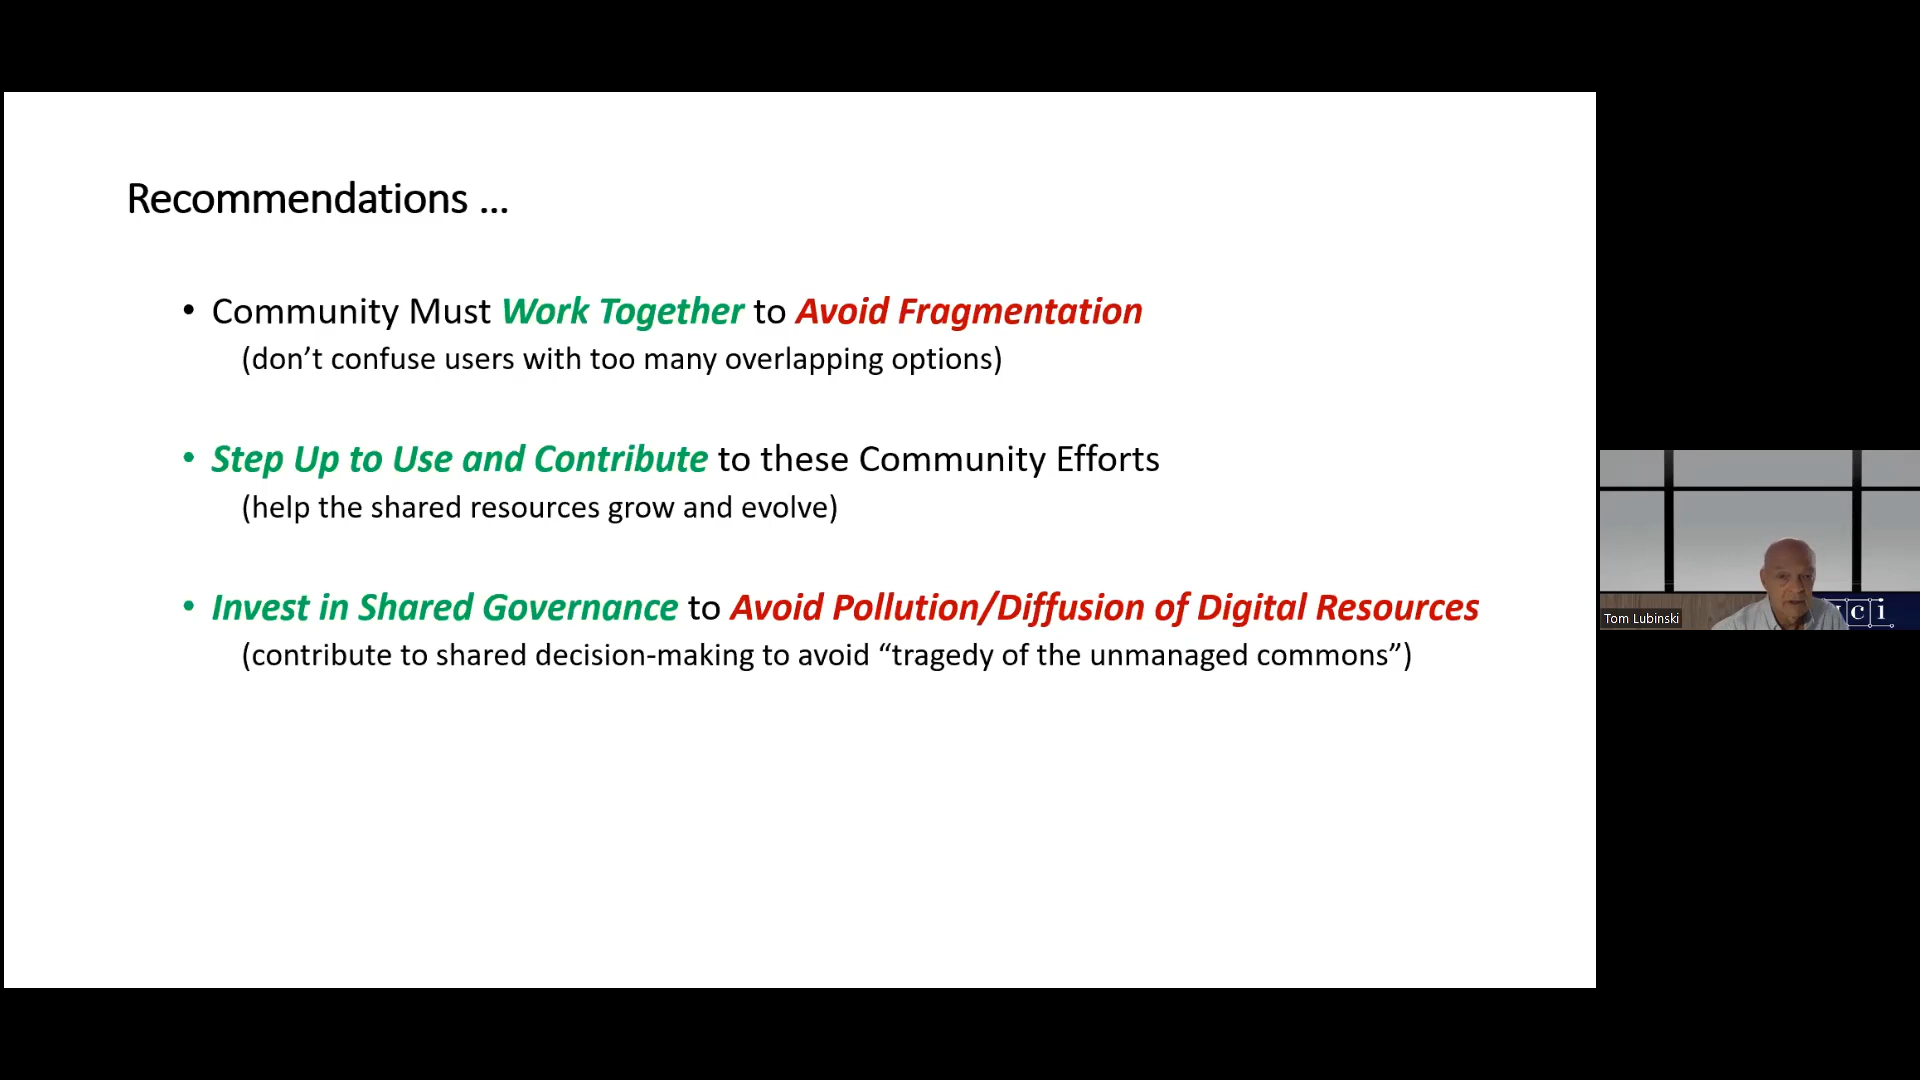 Recommendations ...
• Community Must Work Together to Avoid Fragmentation
(don’t confuse users with too many overlapping options)
• Step Up to Use and Contribute to these Community Efforts
(help the shared resources grow and evolve)
• Invest in Shared Governance to Avoid Pollution/Diffusion of Digital Resources
(contribute to shared decision-making to avoid “tragedy of the unmanaged commons”)
Tom Lubinski